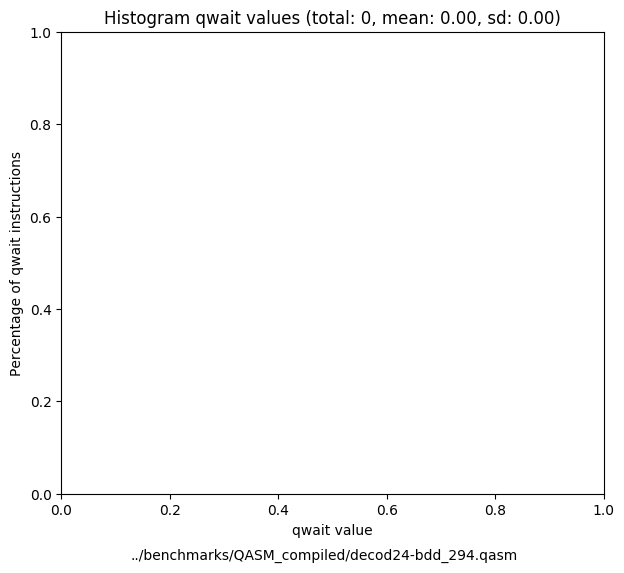 Histogram qwait values (total: 0, mean: 0.00, sd: 0.00)
1.0
0.8
0.6
0.4
0.2
0.0
Percentage of qwait instructions
0.0 0.2 0.4 0.6 0.8 1.0
qwait value
../benchmarks/QASM_compiled/decod24-bdd_294.qasm